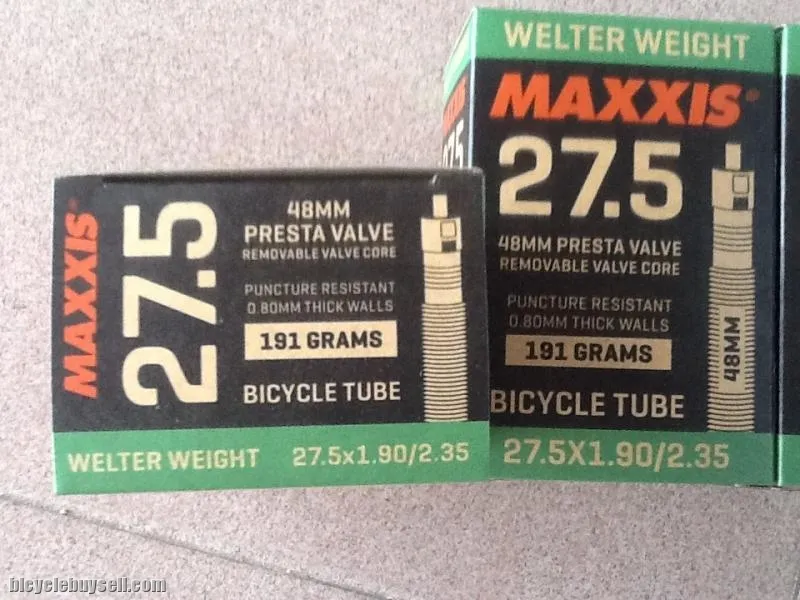 MAXXIS
27.5
48MM
PRESTA VALVE
REMOVABLE VALVE CORE
PUNCTURE RESISTANT
0.80MM THICK WALLS
191 GRAMS
BICYCLE TUBE
WELTER WEIGHT
27.5x1.90/2.35
WELTER WEIGHT
MAXXIS®
27.5
48MM PRESTA VALVE
REMOVABLE VALVE CORE
PUNCTURE RESISTANT
0.80MM THICK WALLS
191 GRAMS
48MM
BICYCLE TUBE
27.5X1.90/2.35
bicyclebuysell.com